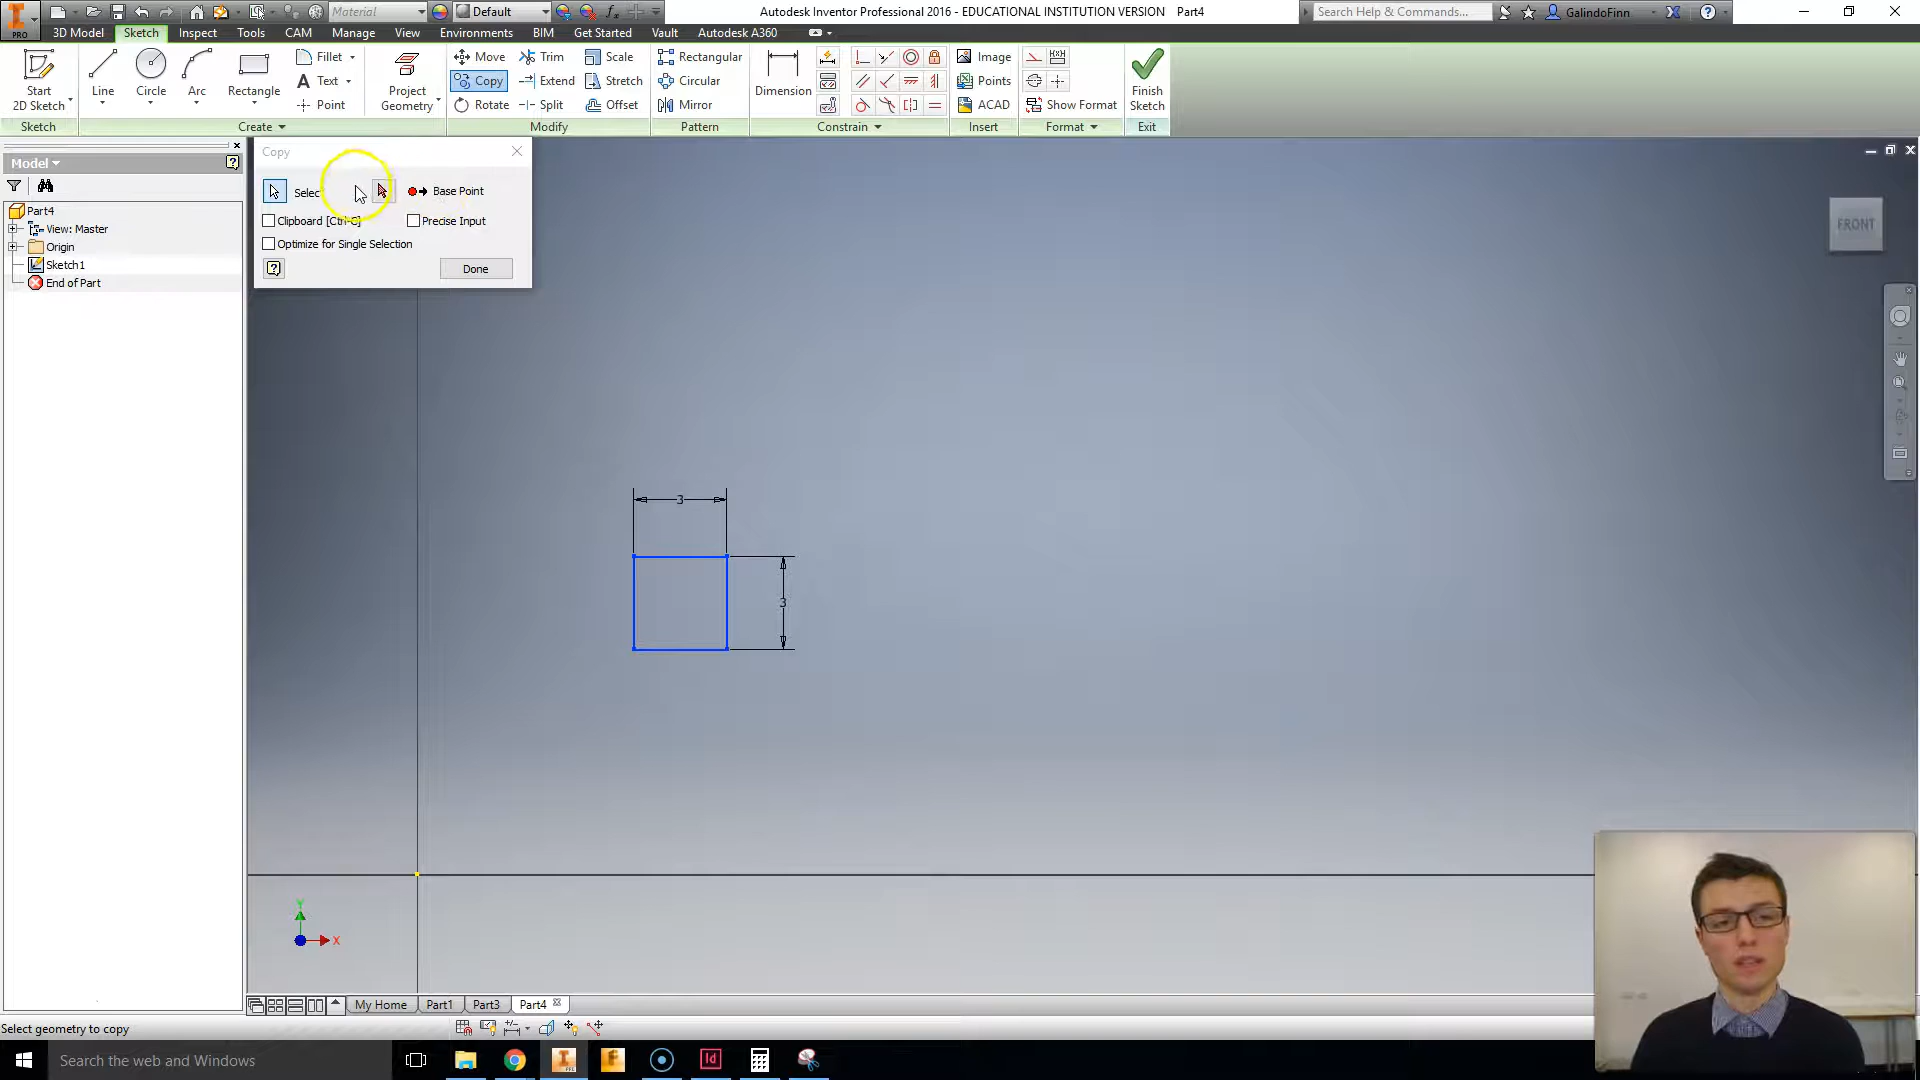 Material
Default
Autodesk Inventor Professional 2016 - EDUCATIONAL INSTITUTION VERSION Part4
Search Help & Commands...
GalindoFinn
PRO
3D Model Sketch Inspect Tools CAM Manage View Environments BIM Get Started Vault Autodesk A360
Start
2D Sketch
Line
Circle
Arc
Rectangle
Fillet
Text
Point
Project
Geometry
Move
Copy
Rotate
Trim
Extend
Split
Scale
Stretch
Offset
Rectangular
Circular
Mirror
Dimension
Image
Points
ACAD
Show Format
Finish
Sketch
Sketch Create Modify Pattern Constrain Insert Format Exit
Model
Part4
View: Master
Origin
Sketch1
End of Part
Copy
Select
Base Point
Clipboard [Ctrl-C]
Precise Input
Optimize for Single Selection
Done
FRONT
3
3
Y
X
My Home Part1 Part3 Part4
Select geometry to copy
Search the web and Windows
Id